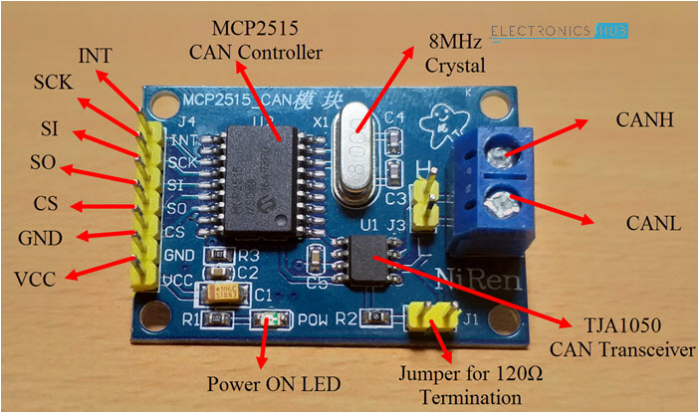 ELECTRONICS HUB
MCP2515
CAN Controller
8MHz
Crystal
INT
SCK
SI
SO
CS
GND
VCC
CANH
CANL
TJA1050
CAN Transceiver
Power ON LED
Jumper for 120Ω
Termination
MCP2515_CAN模块
J4
U2
X1
C4
K
INT
SCK
SI
SO
CS
GND
VCC
MCP2515
8.000
H
C3
J3
U1
R3
C2
C5
C1
NiRen
R1
POW
R2
J1